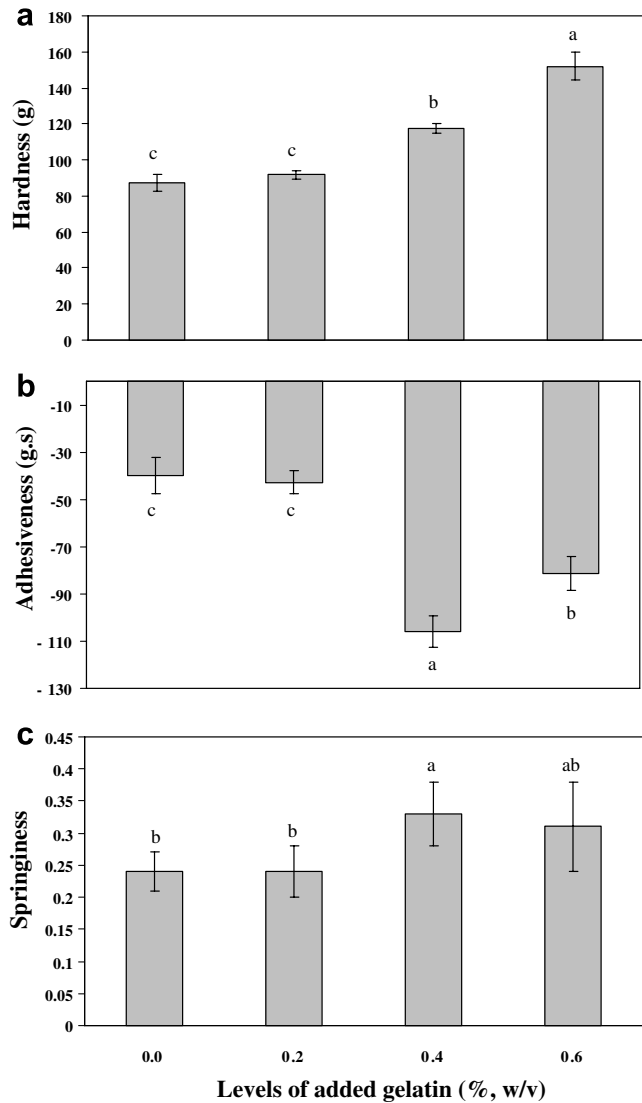 a
180
160
140
120
100
80
60
40
20
0
Hardness (g)
c
c
b
a
b
-10
-30
-50
-70
-90
- 110
- 130
Adhesiveness (g.s)
c
c
a
b
c
0.45
0.4
0.35
0.3
0.25
0.2
0.15
0.1
0.05
0
Springiness
b
b
a
ab
0.0 0.2 0.4 0.6
Levels of added gelatin (%, w/v)